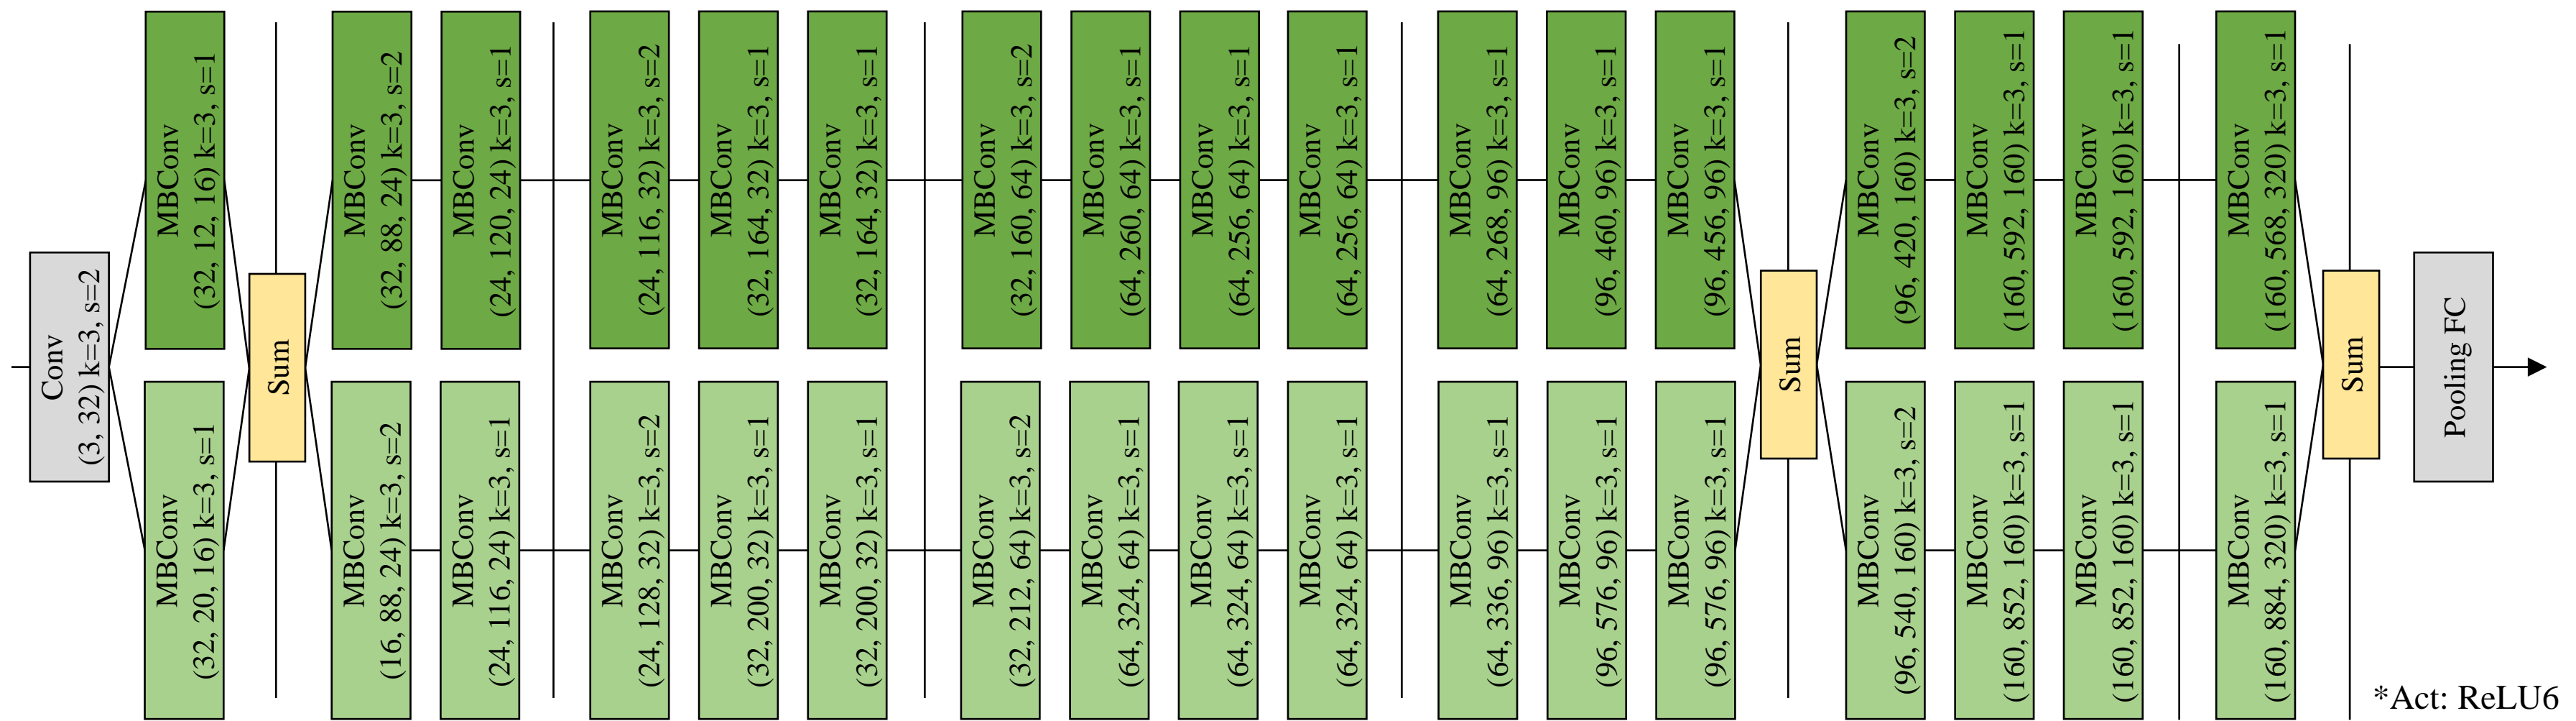 Conv
(3, 32) k=3, s=2
MBConv
(32, 12, 16) k=3, s=1
MBConv
(32, 20, 16) k=3, s=1
Sum
MBConv
(32, 88, 24) k=3, s=2
MBConv
(24, 120, 24) k=3, s=1
MBConv
(24, 116, 32) k=3, s=2
MBConv
(32, 164, 32) k=3, s=1
MBConv
(32, 164, 32) k=3, s=1
MBConv
(32, 160, 64) k=3, s=2
MBConv
(64, 260, 64) k=3, s=1
MBConv
(64, 256, 64) k=3, s=1
MBConv
(64, 256, 64) k=3, s=1
MBConv
(64, 268, 96) k=3, s=1
MBConv
(96, 460, 96) k=3, s=1
MBConv
(96, 456, 96) k=3, s=1
MBConv
(16, 88, 24) k=3, s=2
MBConv
(24, 116, 24) k=3, s=1
MBConv
(24, 128, 32) k=3, s=2
MBConv
(32, 200, 32) k=3, s=1
MBConv
(32, 200, 32) k=3, s=1
MBConv
(32, 212, 64) k=3, s=2
MBConv
(64, 324, 64) k=3, s=1
MBConv
(64, 324, 64) k=3, s=1
MBConv
(64, 324, 64) k=3, s=1
MBConv
(64, 336, 96) k=3, s=1
MBConv
(96, 576, 96) k=3, s=1
MBConv
(96, 576, 96) k=3, s=1
Sum
MBConv
(96, 420, 160) k=3, s=2
MBConv
(160, 592, 160) k=3, s=1
MBConv
(160, 592, 160) k=3, s=1
MBConv
(160, 568, 320) k=3, s=1
MBConv
(96, 540, 160) k=3, s=2
MBConv
(160, 852, 160) k=3, s=1
MBConv
(160, 852, 160) k=3, s=1
MBConv
(160, 884, 320) k=3, s=1
Sum
Pooling FC
*Act: ReLU6